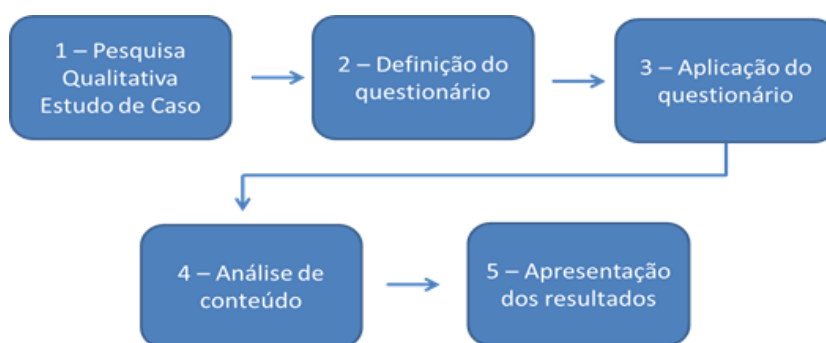 1 – Pesquisa
Qualitativa
Estudo de Caso
2 – Definição do
questionário
3 – Aplicação do
questionário
4 – Análise de
conteúdo
5 – Apresentação
dos resultados